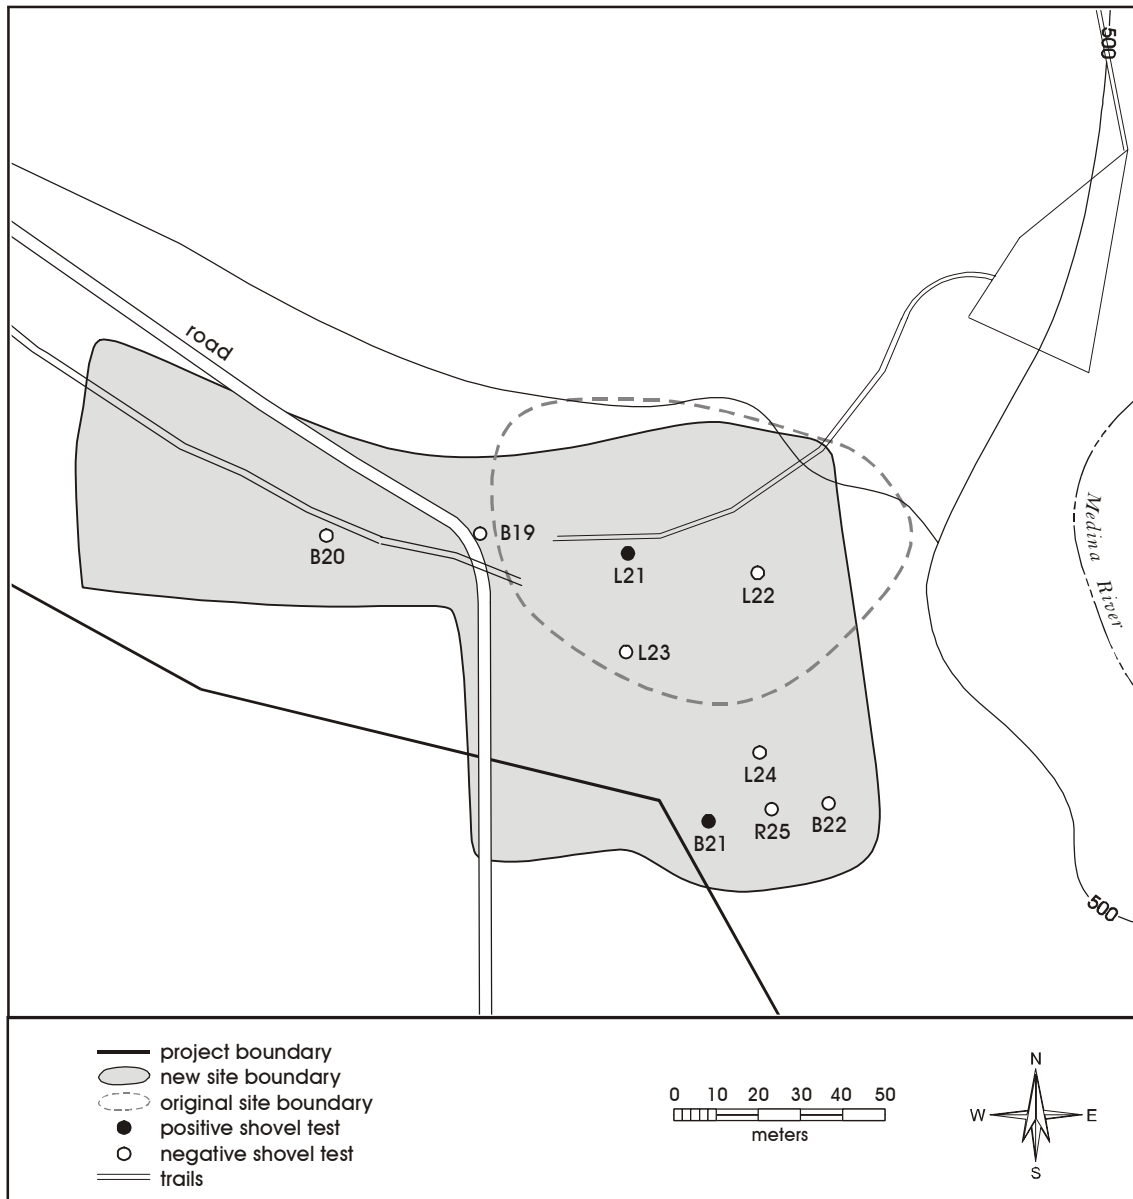 500
road
B19
B20
L21
L22
L23
L24
B21
R25
B22
Medina River
500
project boundary
new site boundary
original site boundary
positive shovel test
negative shovel test
trails
0 10 20 30 40 50
meters
N
W E
S